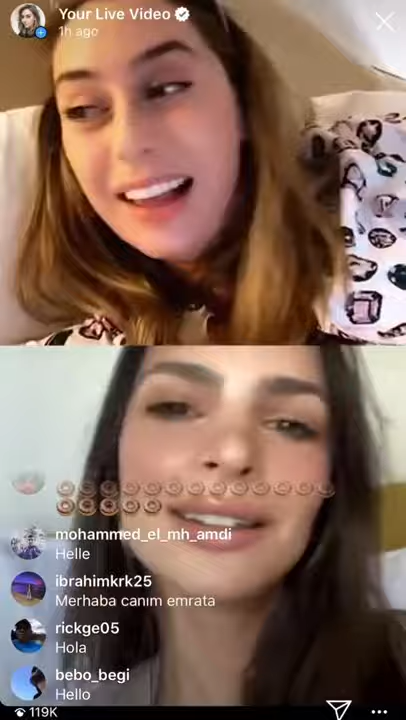 Your Live Video
1h ago
mohammed_el_mh_amdi
Helle
ibrahimkrk25
Merhaba canım emrata
rickge05
Hola
bebo_begi
Hello
119K